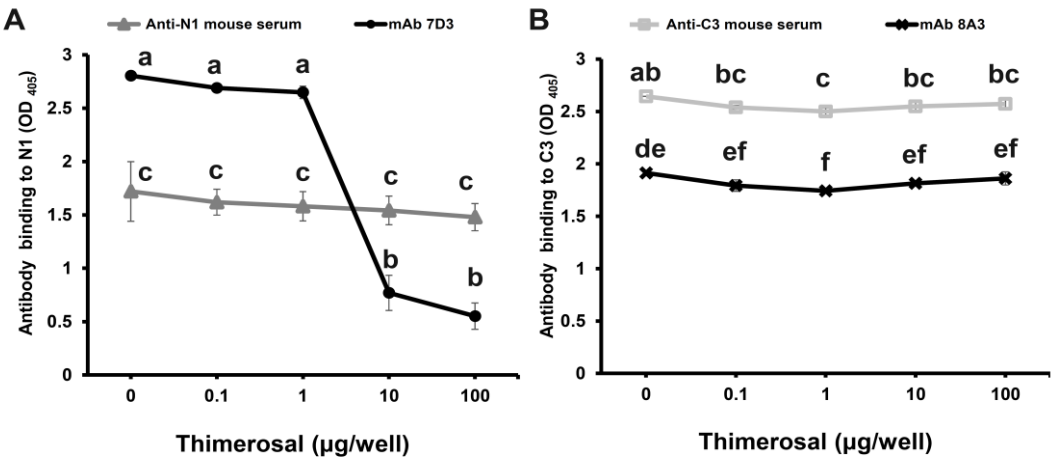 A
Anti-N1 mouse serum
mAb 7D3
Antibody binding to N1 (OD 405)
3
2.5
2
1.5
1
0.5
0
a
a
a
c
c
c
c
c
b
b
0
0.1
1
10
100
Thimerosal (µg/well)
B
Anti-C3 mouse serum
mAb 8A3
Antibody binding to C3 (OD 405)
3
2.5
2
1.5
1
0.5
0
ab
bc
c
bc
bc
de
ef
f
ef
ef
0
0.1
1
10
100
Thimerosal (µg/well)